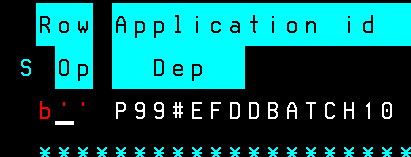 Row Application id
S Op Dep
b'' P99#EFDDBATCH10
*******************